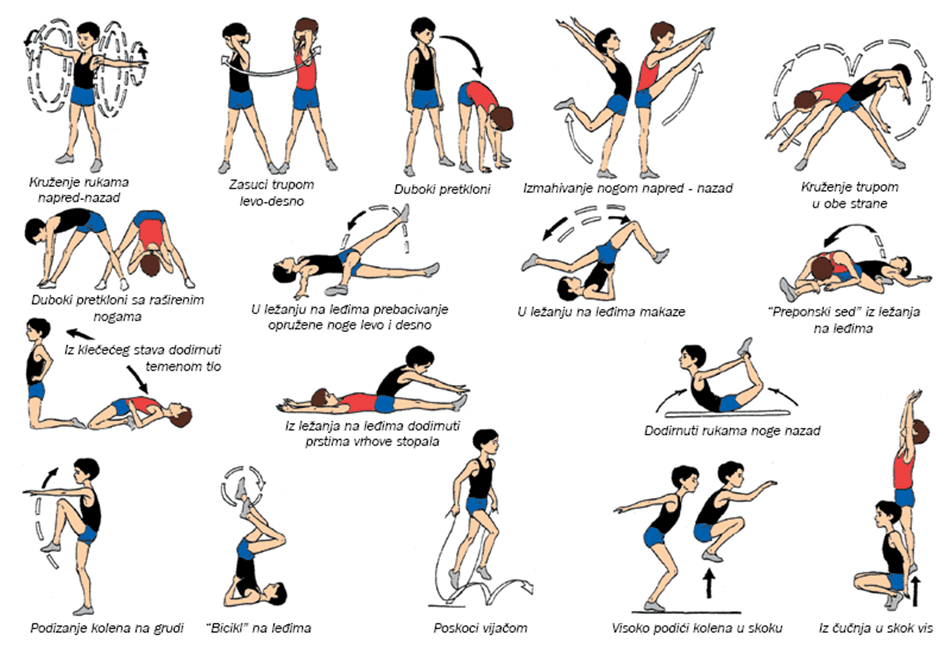 Kruženje rukama
napred-nazad
Zasuci trupom
levo-desno
Duboki pretkloni
Izmahivanje nogom napred - nazad
Kruženje trupom
u obe strane
Duboki pretkloni sa raširenim
nogama
U ležanju na leđima prebacivanje
opružene noge levo i desno
U ležanju na leđima makaze
"Preponski sed" iz ležanja
na leđima
Iz klečećeg stava dodirnuti
temenom tlo
Iz ležanja na leđima dodirnuti
prstima vrhove stopala
Dodirnuti rukama noge nazad
Podizanje kolena na grudi
"Bicikl" na leđima
Poskoci vijačom
Visoko podići kolena u skoku
Iz čučnja u skok vis